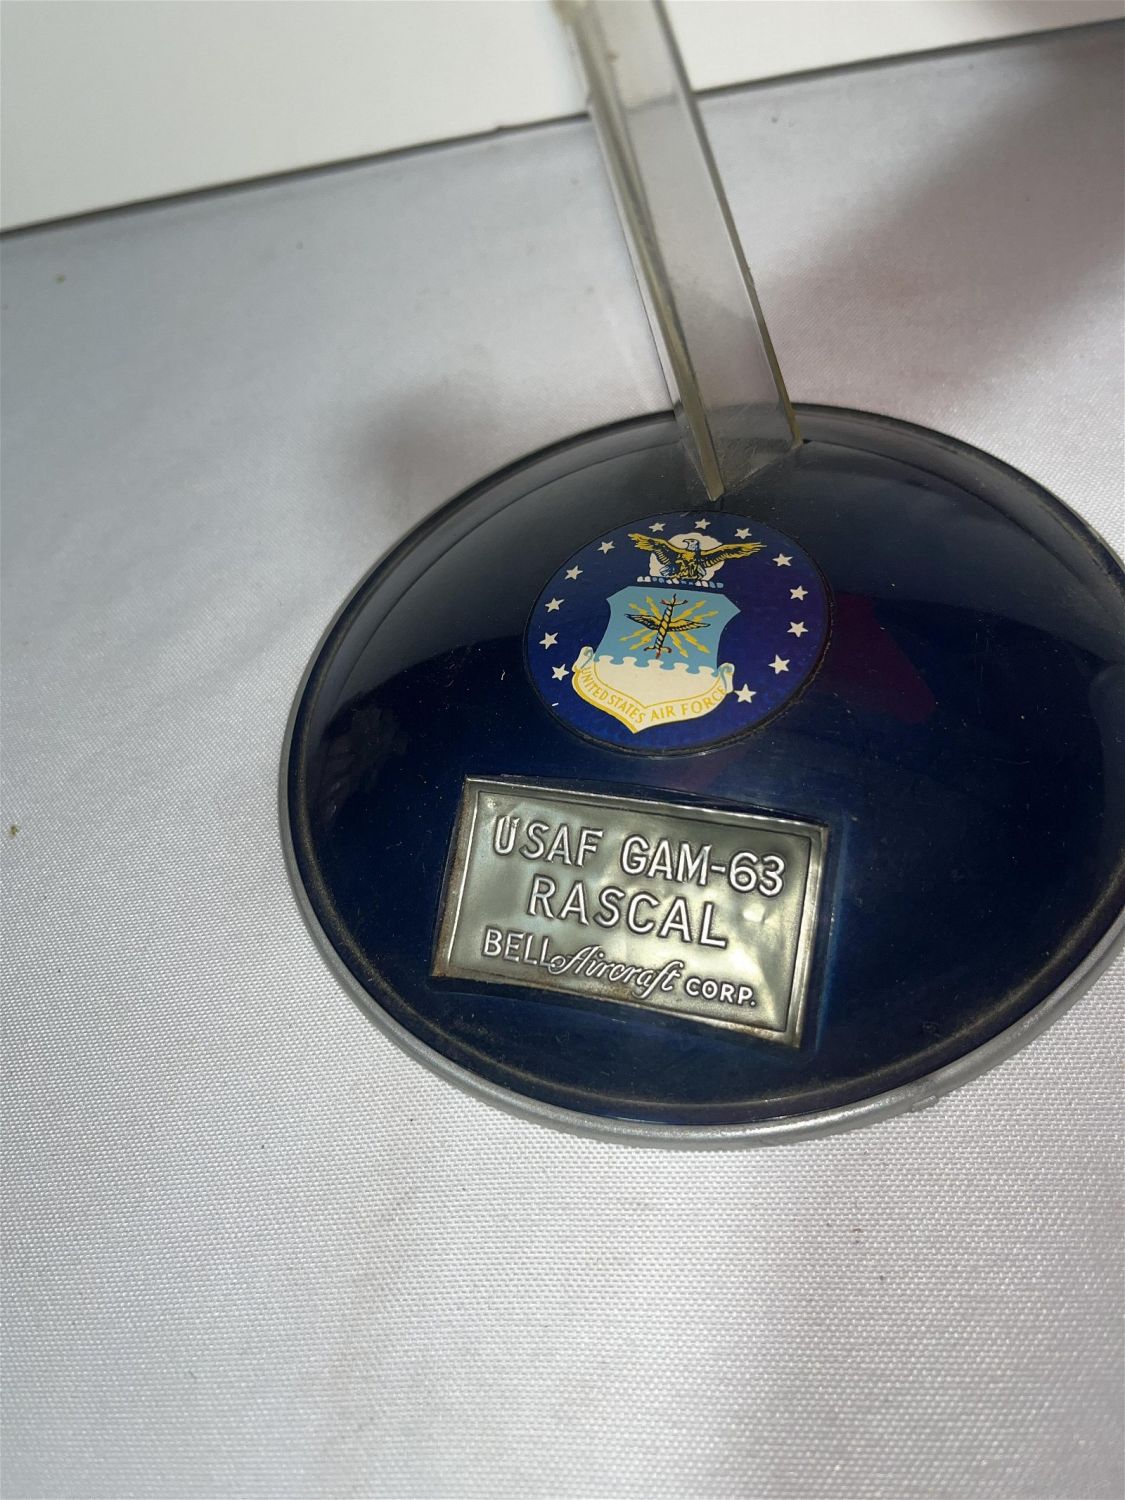 UNITED STATES AIR FORCE
USAF GAM-63
RASCAL
BELL Aircraft CORP.